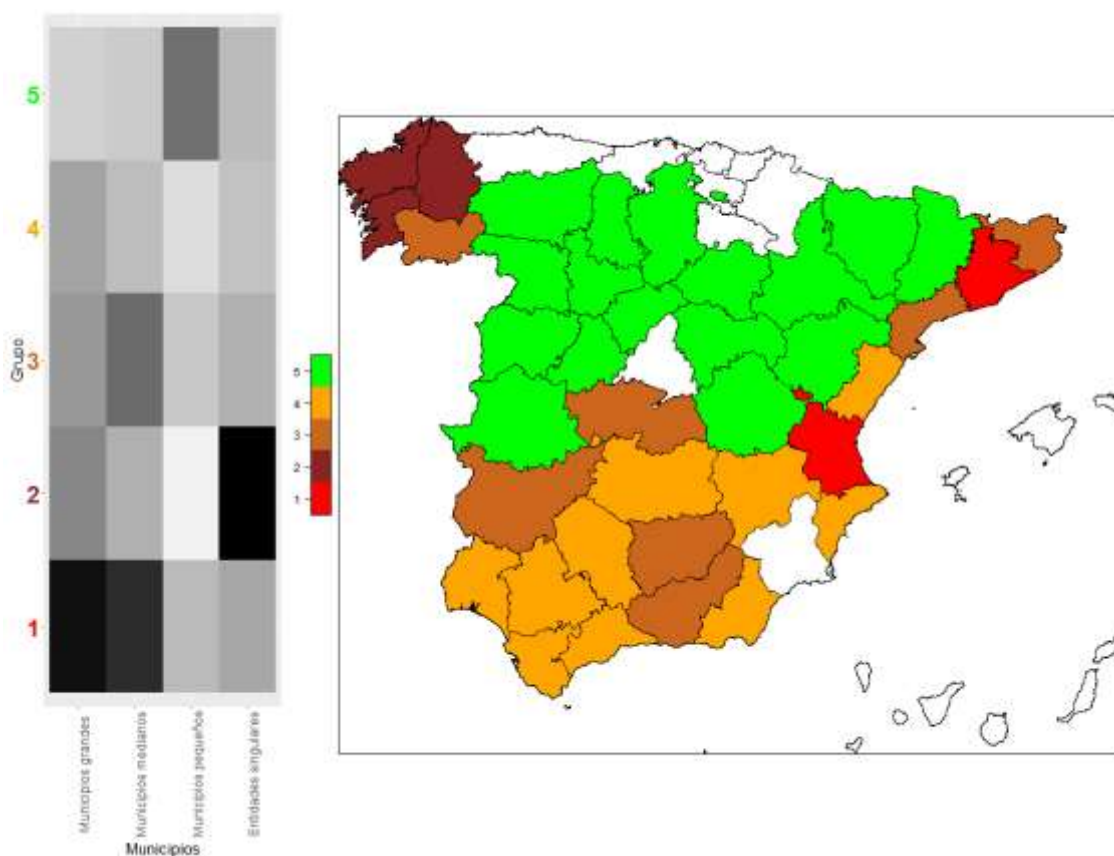 5
4
3
2
1
Grupo
Municipios grandes
Municipios medianos
Municipios pequeños
Entidades singulares
Municipios
5
4
3
2
1